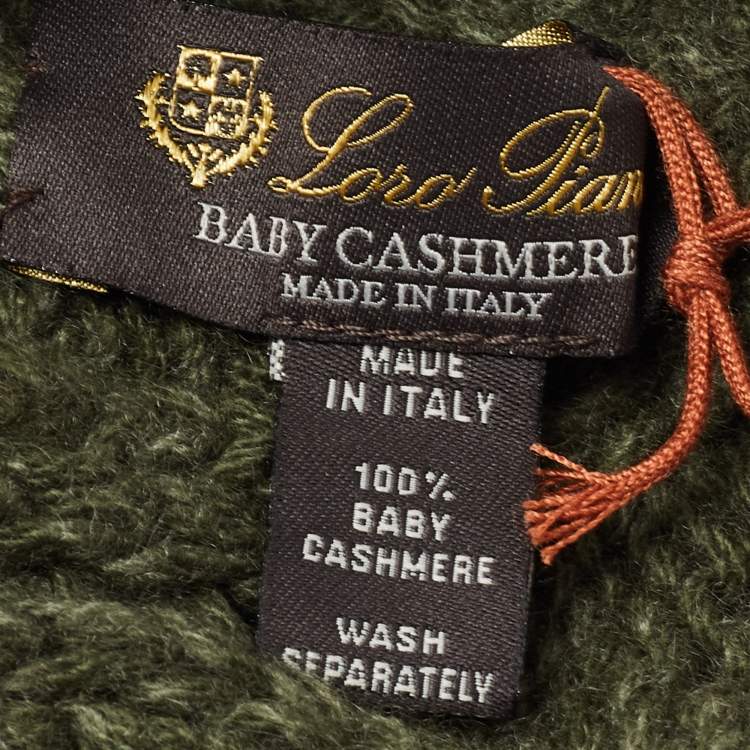 Loro Pian
BABY CASHMERE
MADE IN ITALY
MADE
IN ITALY
100%
BABY
CASHMERE
WASH
SEPARATELY